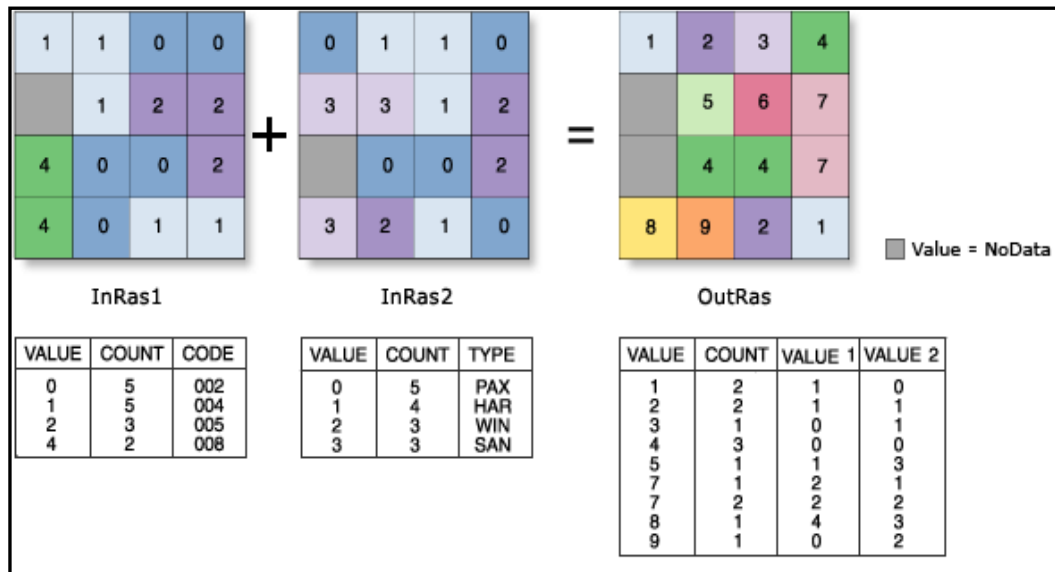 1 1 0 0
1 2 2
4 0 0 2
4 0 1 1
+
0 1 1 0
3 3 1 2
0 0 2
3 2 1 0
=
1 2 3 4
5 6 7
4 4 7
8 9 2 1
Value = NoData
InRas1
InRas2
OutRas
VALUE COUNT CODE
0 5 002
1 5 004
2 3 005
4 2 008
VALUE COUNT TYPE
0 5 PAX
1 4 HAR
2 3 WIN
3 3 SAN
VALUE COUNT VALUE 1 VALUE 2
1 2 1 0
2 2 1 1
3 1 0 1
4 3 0 0
5 1 1 3
7 1 2 1
7 2 2 2
8 1 4 3
9 1 0 2